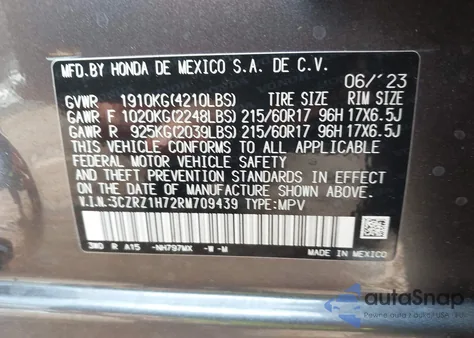 MFD.BY HONDA DE MEXICO S.A. DE C.V.
06/'23
GVWR 1910KG(4210LBS) TIRE SIZE RIM SIZE
GAWR F 1020KG(2248LBS) 215/60R17 96H 17X6.5J
GAWR R 925KG(2039LBS) 215/60R17 96H 17X6.5J
THIS VEHICLE CONFORMS TO ALL APPLICABLE
FEDERAL MOTOR VEHICLE SAFETY
AND THEFT PREVENTION STANDARDS IN EFFECT
ON THE DATE OF MANUFACTURE SHOWN ABOVE.
V.I.N.:3CZRZ1H72RM709439 TYPE:MPV
3W0 R A15 -NH797MX -W-M
autoSnap